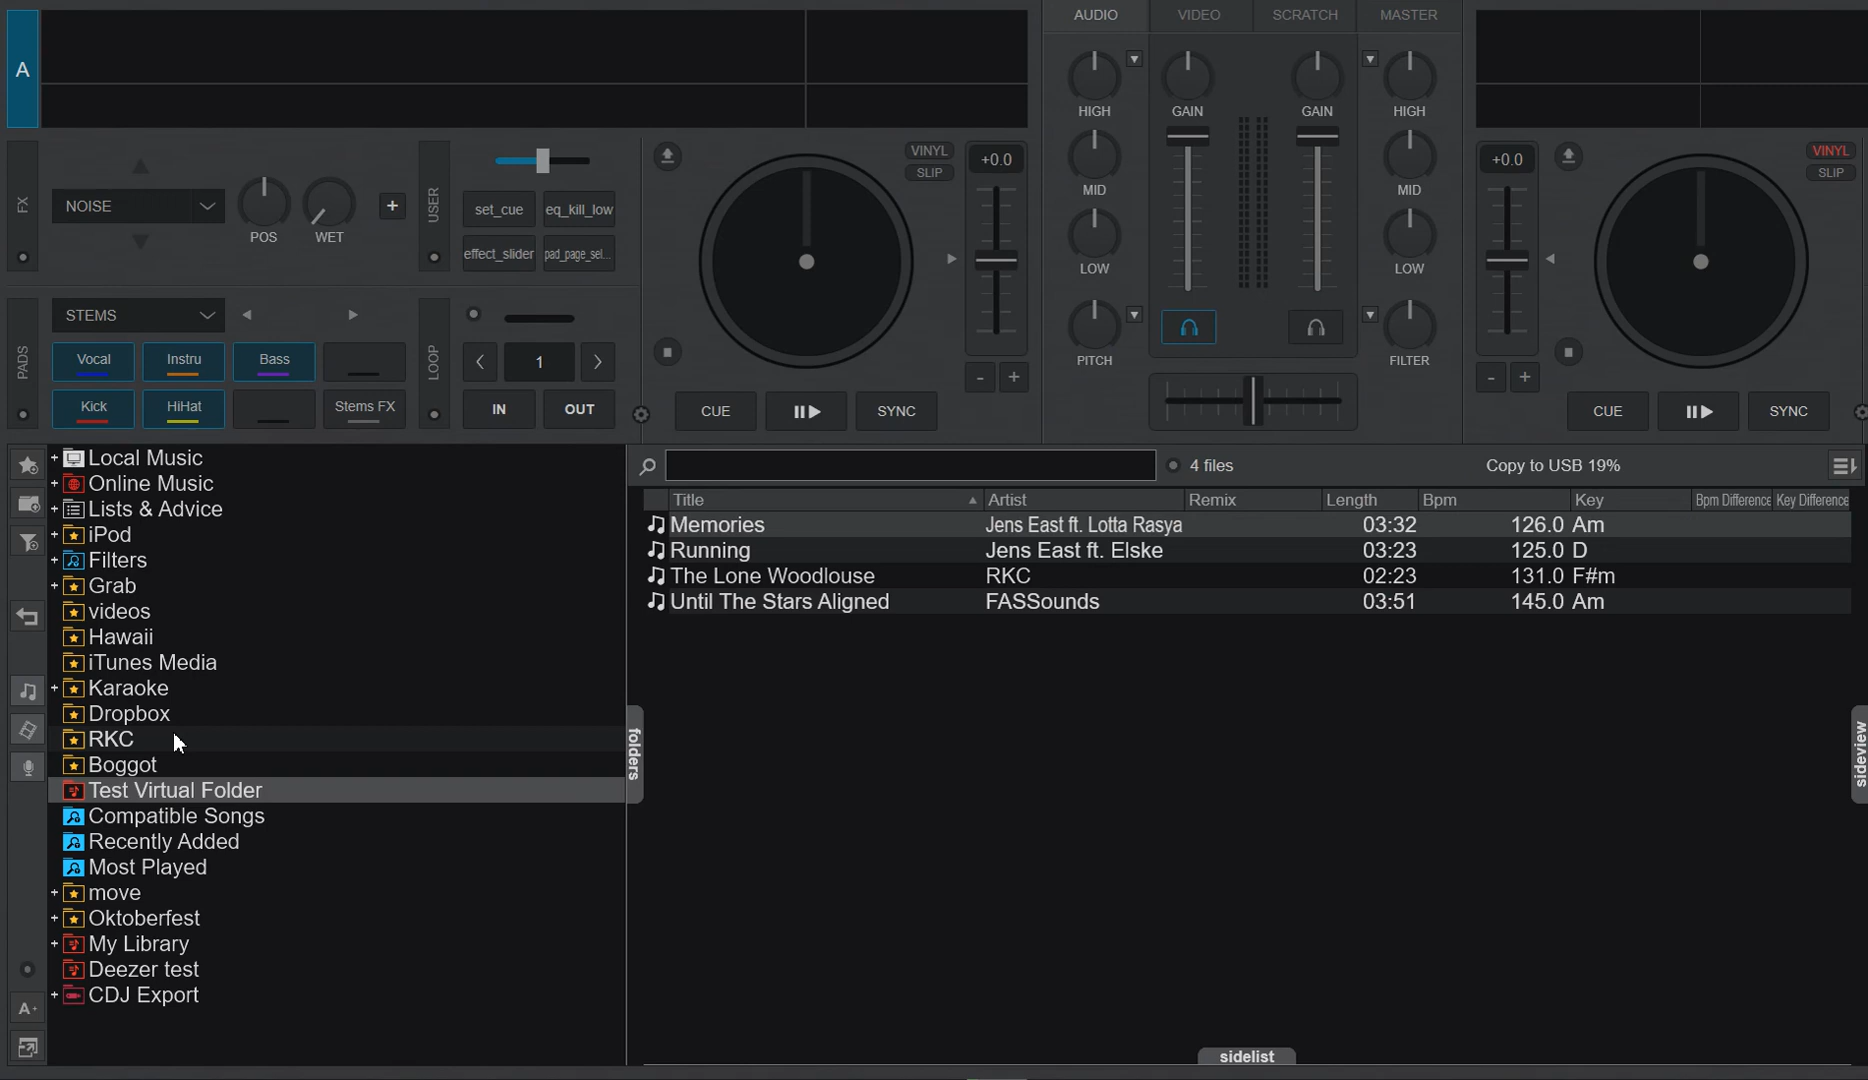 A
AUDIO VIDEO SCRATCH MASTER
HIGH GAIN GAIN HIGH
MID MID
LOW LOW
PITCH FILTER
FX
NOISE
POS WET
+
USER
set_cue eq_kill_low
effect_slider pad_page_sel...
PADS
STEMS
Vocal Instru Bass
Kick HiHat Stems FX
LOOP
< 1 >
IN OUT
VINYL
SLIP
+0.0
- +
CUE SYNC
+0.0
VINYL
SLIP
- +
CUE SYNC
+ Local Music
+ Online Music
+ Lists & Advice
+ iPod
+ Filters
+ Grab
videos
Hawaii
iTunes Media
+ Karaoke
Dropbox
RKC
Boggot
Test Virtual Folder
Compatible Songs
Recently Added
Most Played
+ move
+ Oktoberfest
+ My Library
Deezer test
+ CDJ Export
A+
folders
4 files Copy to USB 19%
Title Artist Remix Length Bpm Key Bpm Difference Key Difference
Memories Jens East ft. Lotta Rasya 03:32 126.0 Am
Running Jens East ft. Elske 03:23 125.0 D
The Lone Woodlouse RKC 02:23 131.0 F#m
Until The Stars Aligned FASSounds 03:51 145.0 Am
sideview
sidelist